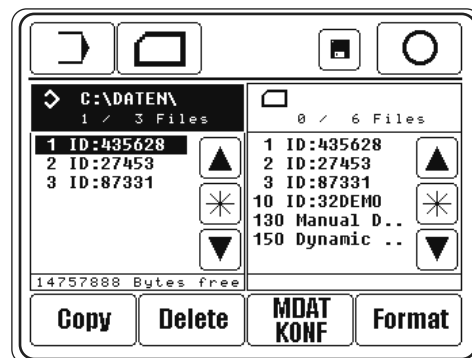 C:\DATEN\
1 / 3 Files
1 ID:435628
2 ID:27453
3 ID:87331
14757888 Bytes free
0 / 6 Files
1 ID:435628
2 ID:27453
3 ID:87331
10 ID:32DEMO
130 Manual D..
150 Dynamic ..
Copy
Delete
MDAT
KONF
Format